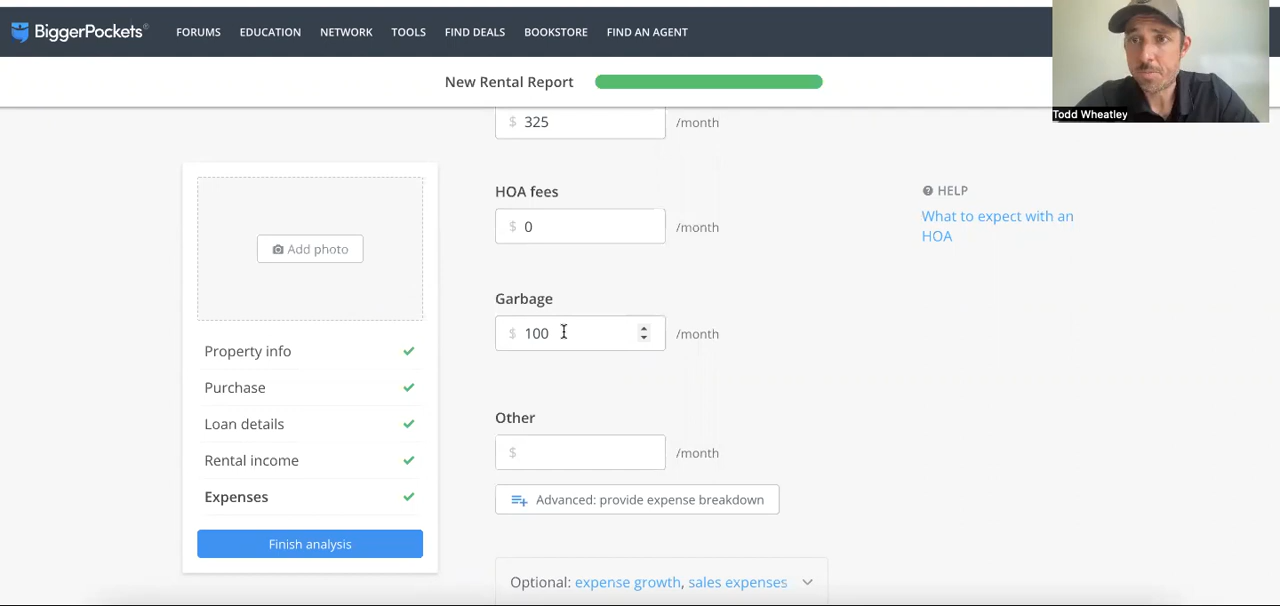 BiggerPockets®
FORUMS EDUCATION NETWORK TOOLS FIND DEALS BOOKSTORE FIND AN AGENT
New Rental Report
Todd Wheatley
$ 325 /month
HOA fees
$ 0 /month
HELP
What to expect with an
HOA
Add photo
Garbage
$ 100 /month
Property info
Purchase
Loan details
Rental income
Expenses
Finish analysis
Other
$ /month
Advanced: provide expense breakdown
Optional: expense growth, sales expenses